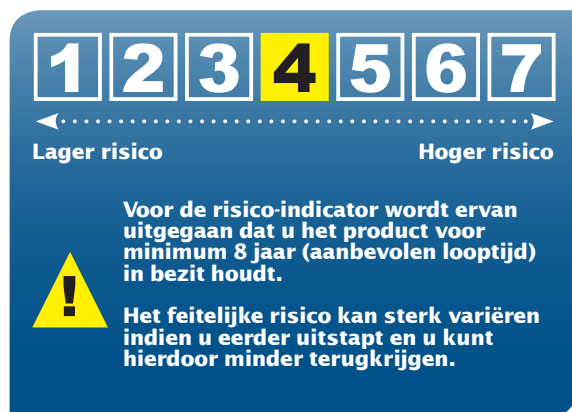 1 2 3 4 5 6 7
Lager risico Hoger risico
Voor de risico-indicator wordt ervan
uitgegaan dat u het product voor
minimum 8 jaar (aanbevolen looptijd)
in bezit houdt.
!
Het feitelijke risico kan sterk variëren
indien u eerder uitstapt en u kunt
hierdoor minder terugkrijgen.